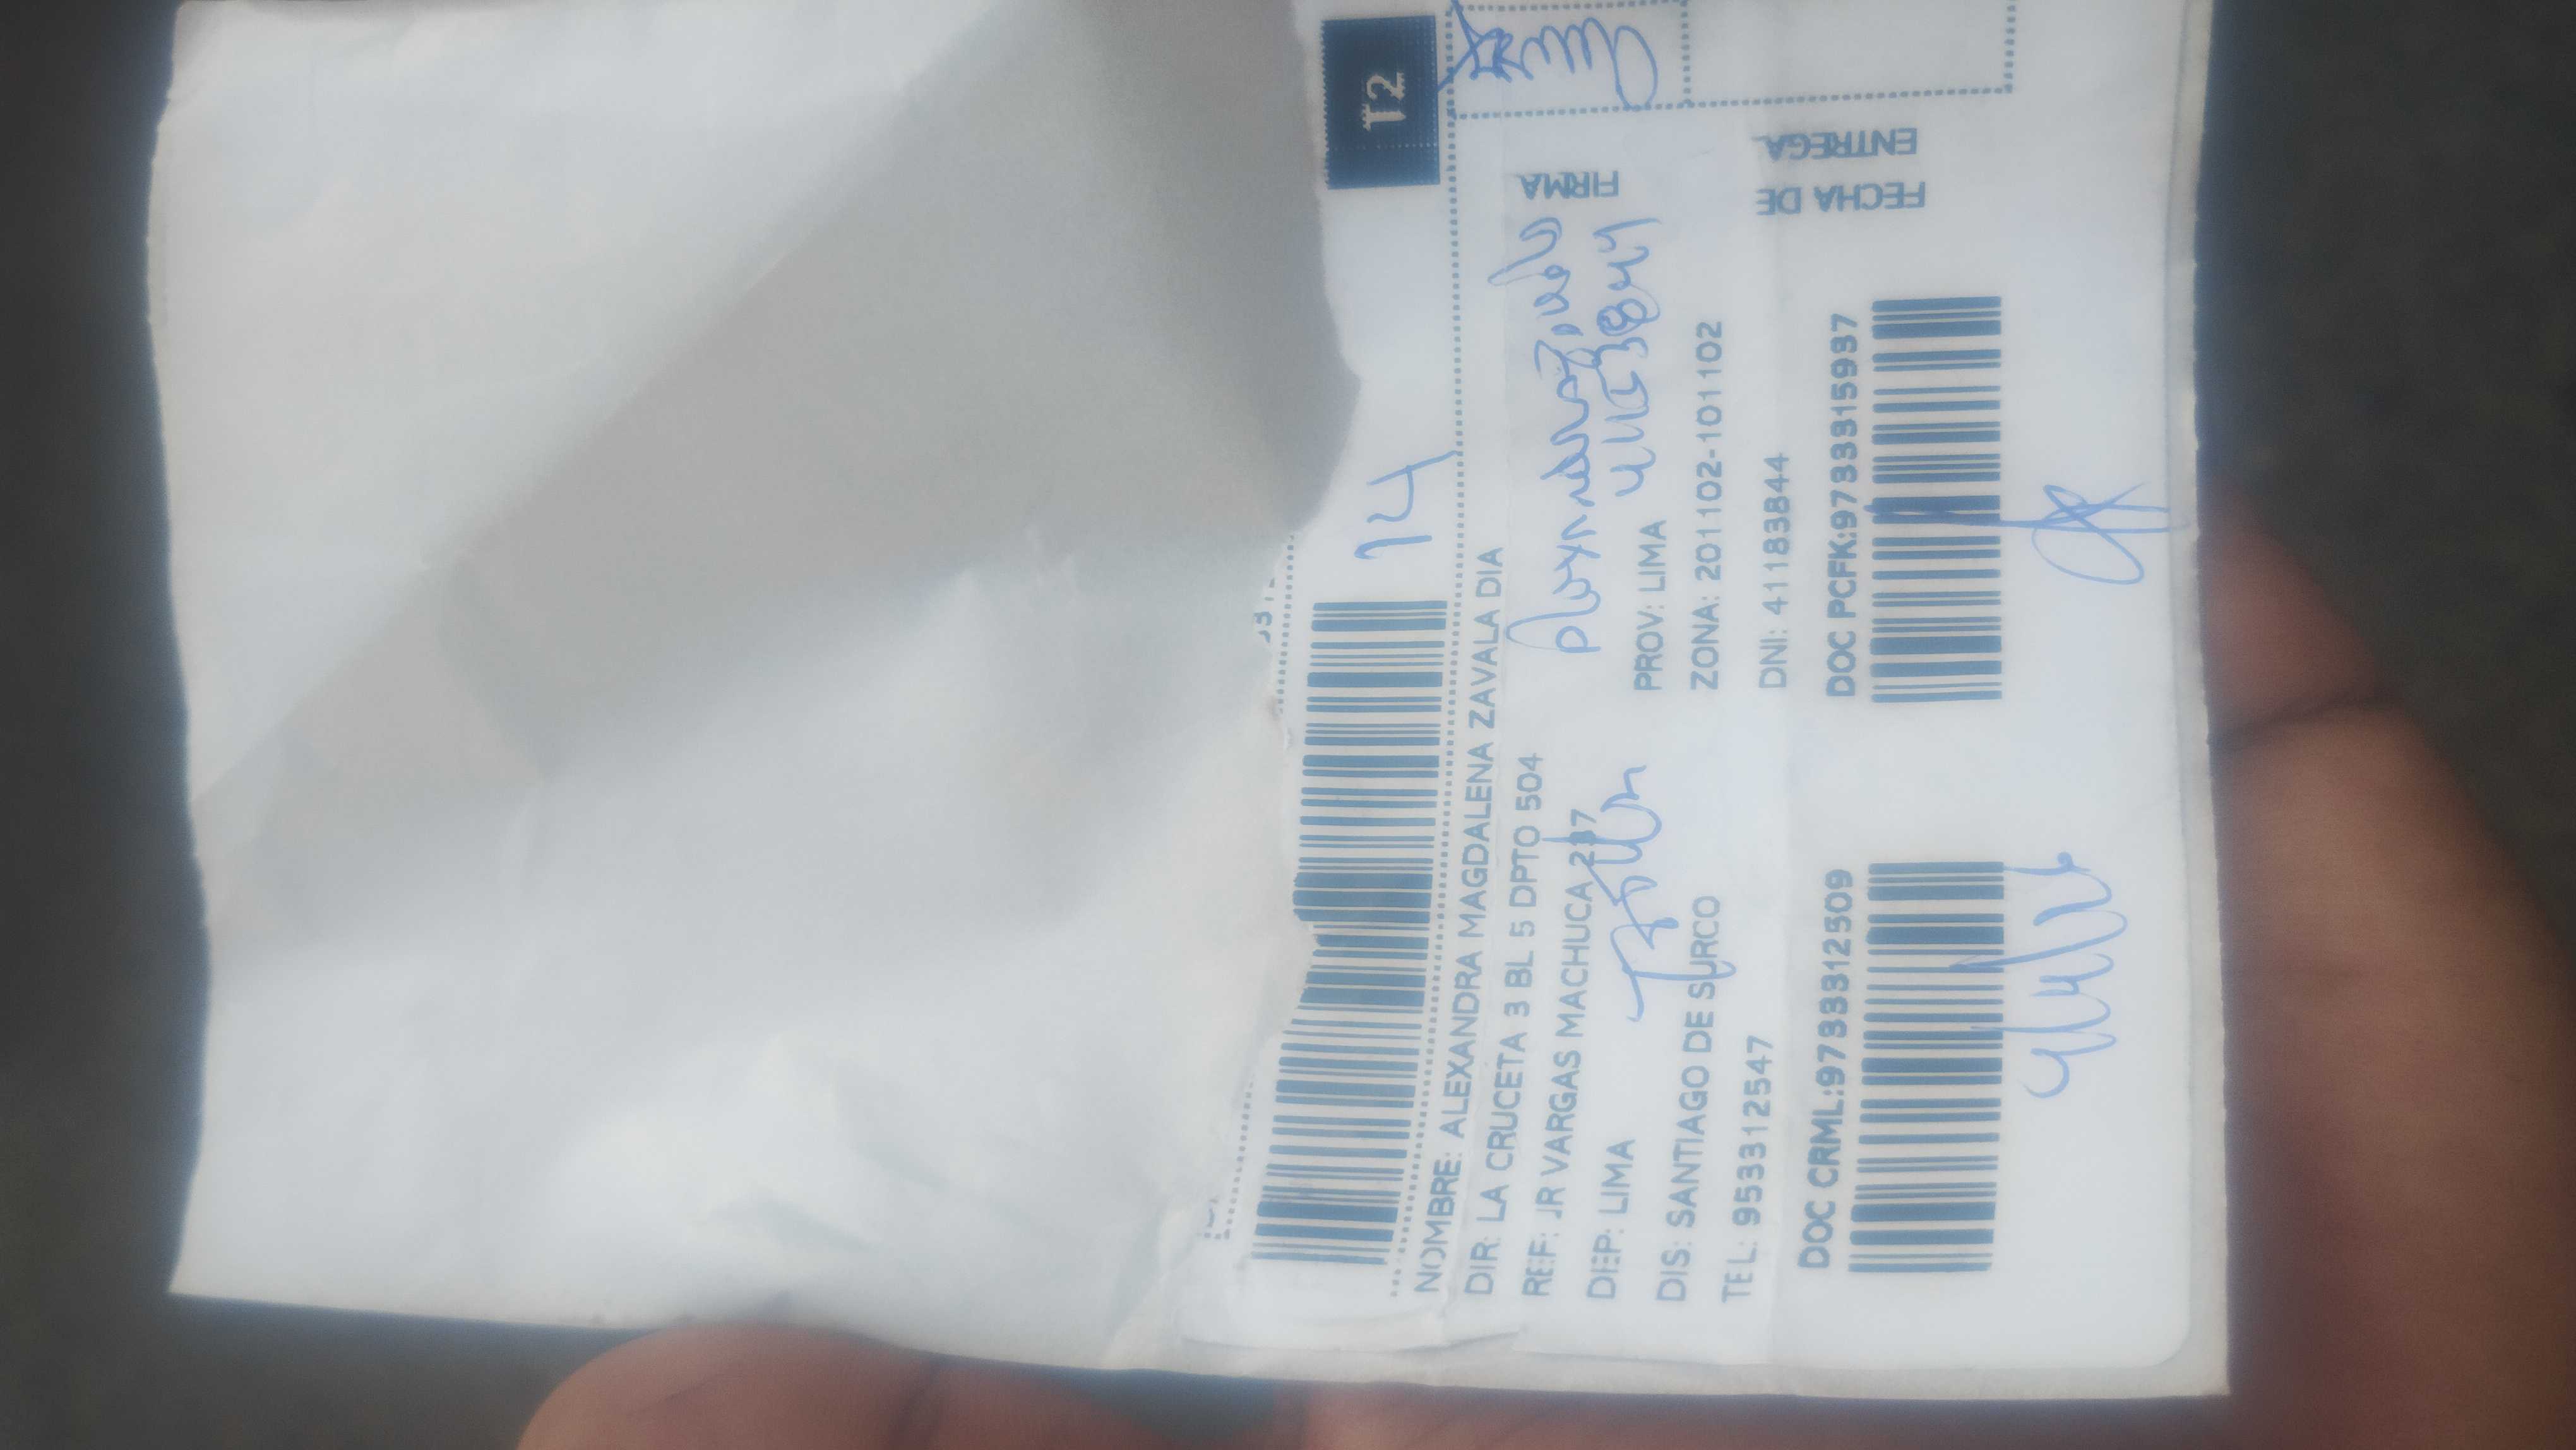 T2
14
NOMBRE: ALEXANDRA MAGDALENA ZAVALA DIA
DIR: LA CRUCETA 3 BL 5 DPTO 504
REF: JR VARGAS MACHUCA 237
DEP: LIMA
PROV: LIMA
DIS: SANTIAGO DE SURCO
ZONA: 201102-101102
TEL: 953312547
DNI: 41183844
DOC CRML:9733312509
DOC PCFK:9733315937
FIRMA
FECHA DE
ENTREGA